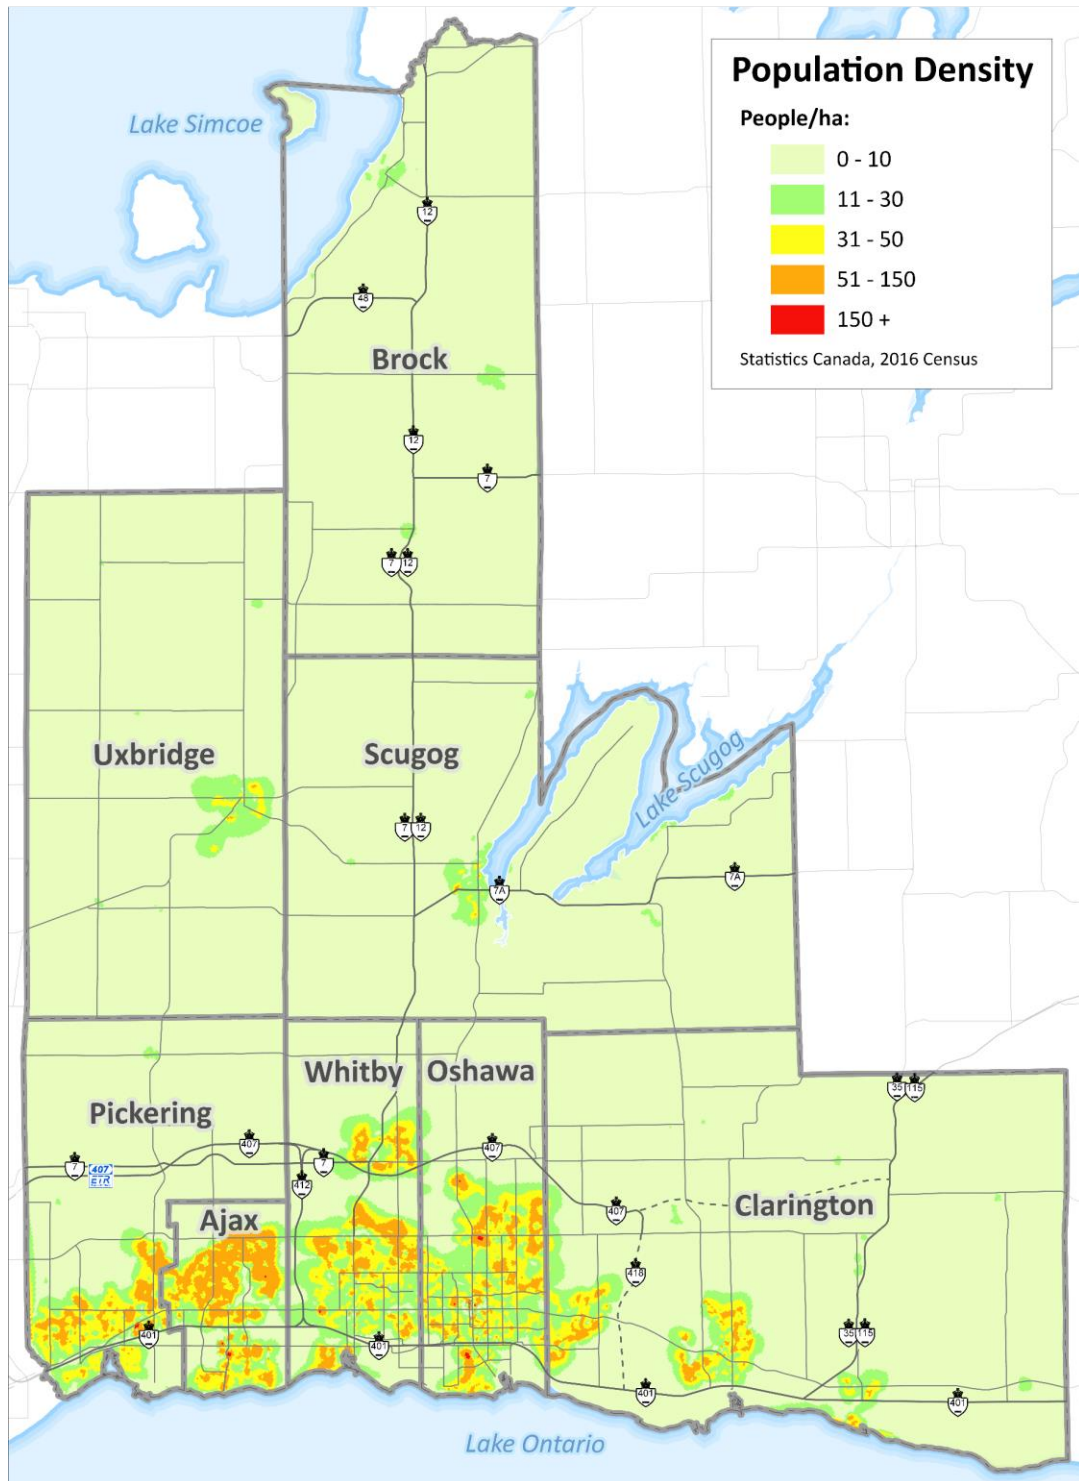 Population Density
People/ha:
0 - 10
11 - 30
31 - 50
51 - 150
150 +
Statistics Canada, 2016 Census
Lake Simcoe
12
48
Brock
12
7
7 12
Uxbridge
Scugog
Lake Scugog
7 12
7A
7A
Whitby
Oshawa
35 115
Pickering
407
7
407
7
407
ETR
412
Ajax
Clarington
407
418
401
401
35 115
401
401
Lake Ontario